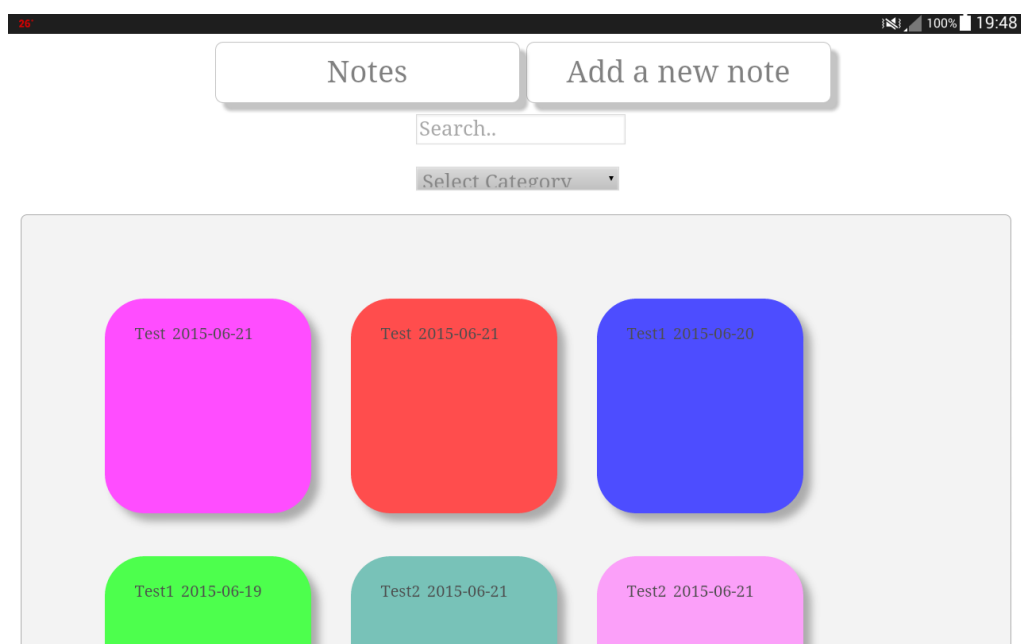 26° 100% 19:48
Notes Add a new note
Search..
Select Category
Test 2015-06-21 Test 2015-06-21 Test1 2015-06-20
Test1 2015-06-19 Test2 2015-06-21 Test2 2015-06-21